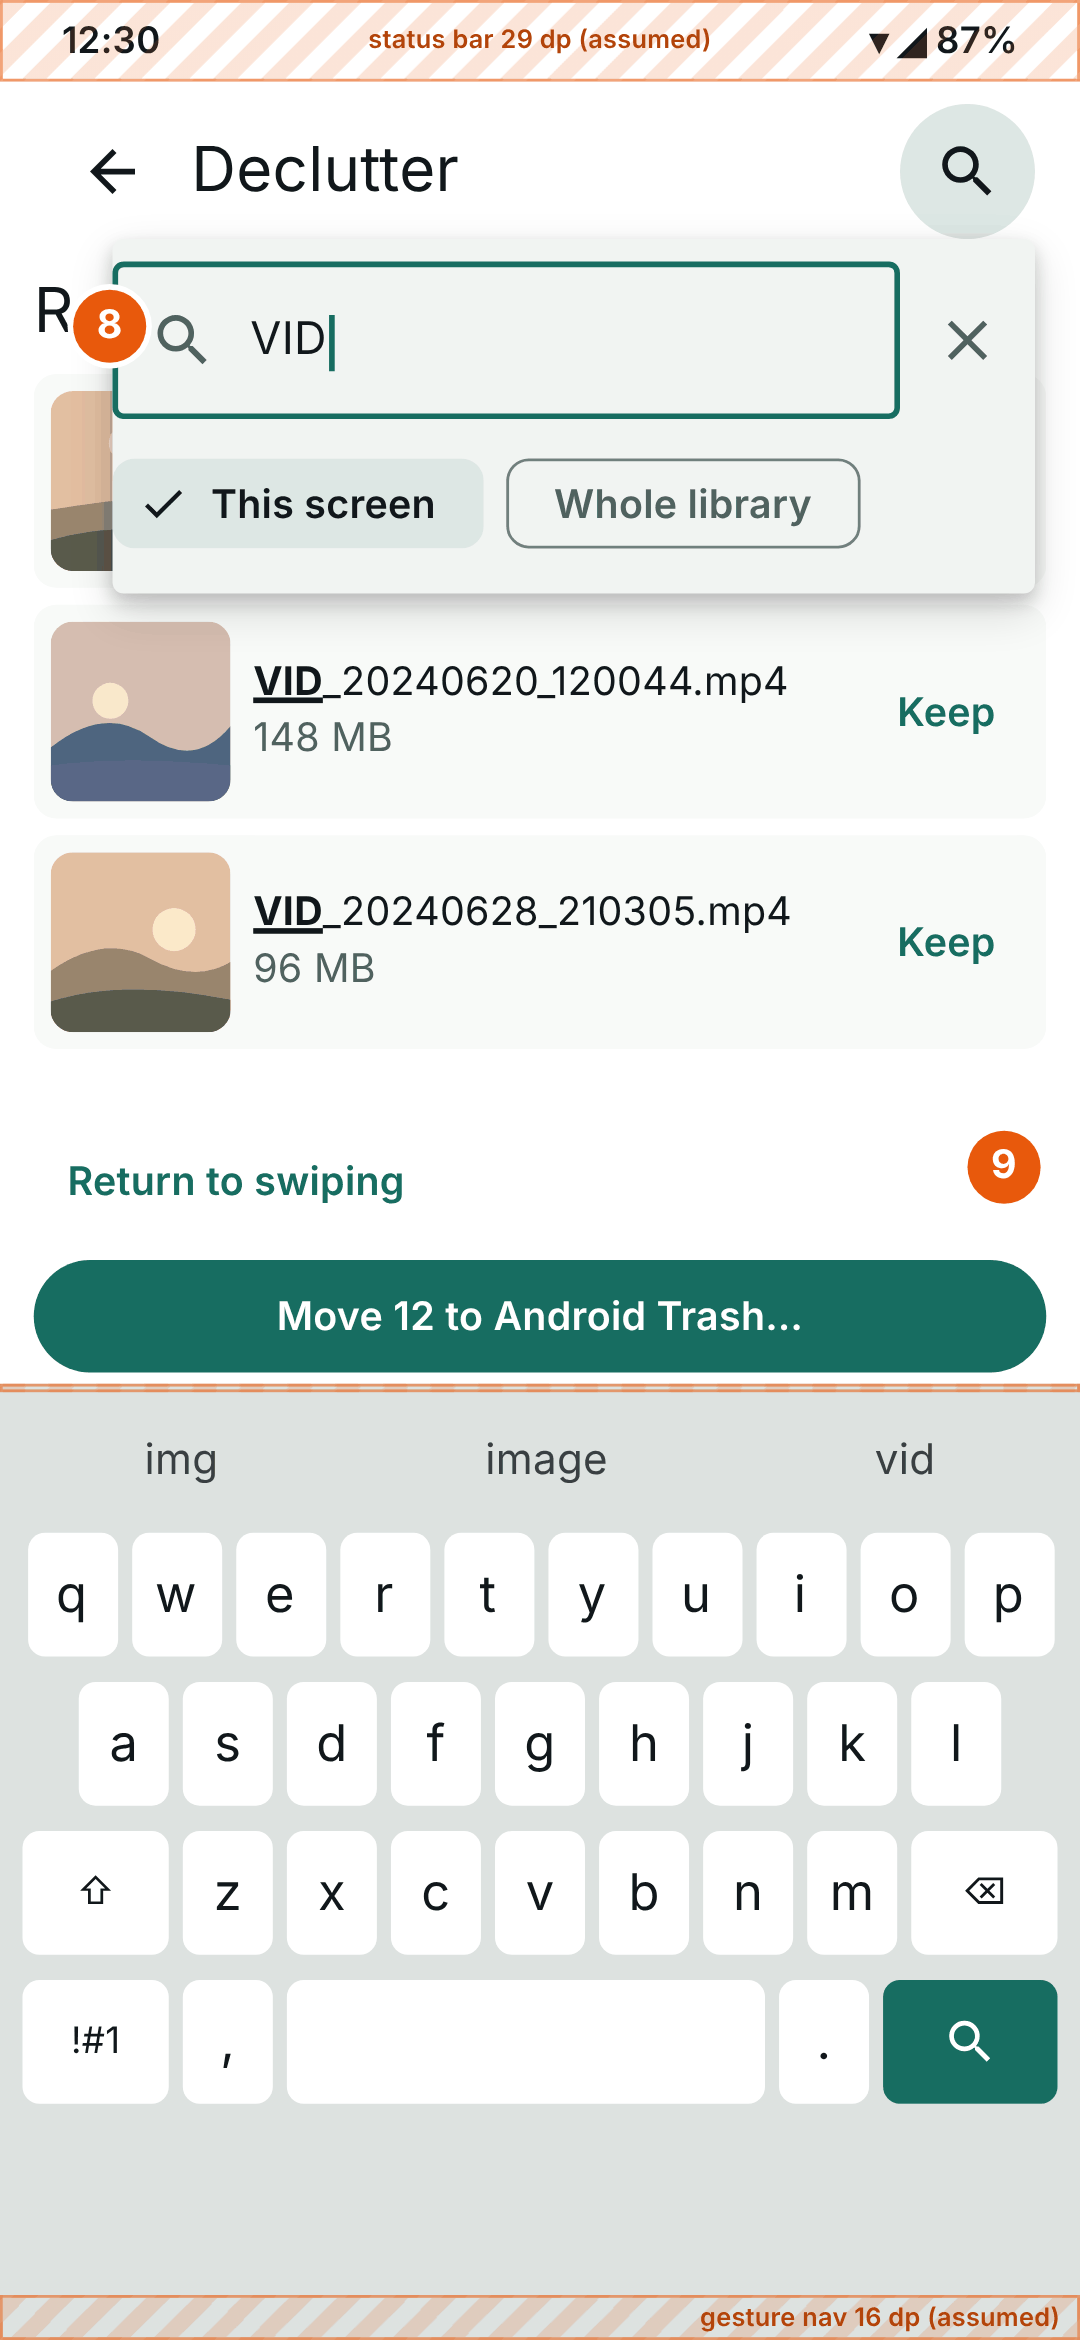 12:30 status bar 29 dp (assumed) 87%
Declutter
R
8
VID
This screen Whole library
VID_20240620_120044.mp4
148 MB
Keep
VID_20240628_210305.mp4
96 MB
Keep
Return to swiping
9
Move 12 to Android Trash...
img image vid
q w e r t y u i o p
a s d f g h j k l
z x c v b n m
!#1 , .
gesture nav 16 dp (assumed)